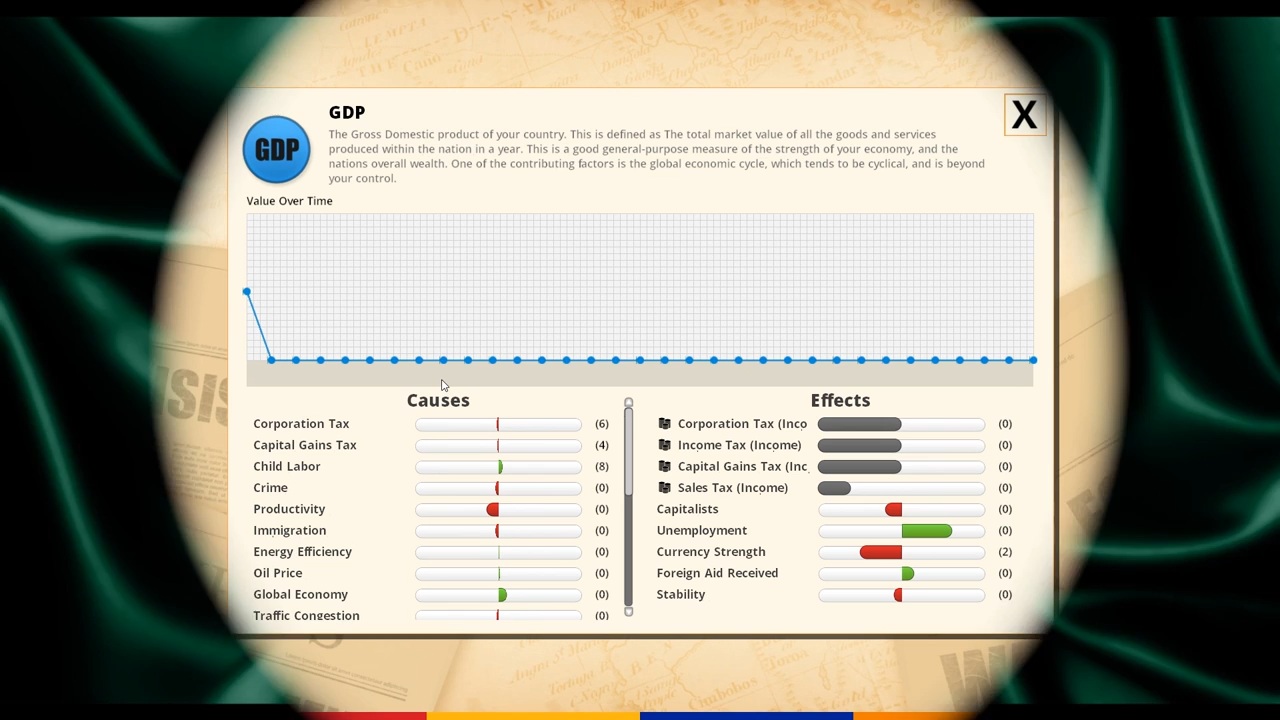 GDP
X
GDP
The Gross Domestic product of your country. This is defined as The total market value of all the goods and services
produced within the nation in a year. This is a good general-purpose measure of the strength of your economy, and the
nations overall wealth. One of the contributing factors is the global economic cycle, which tends to be cyclical, and is beyond
your control.
Value Over Time
Causes
Corporation Tax (6)
Capital Gains Tax (4)
Child Labor (8)
Crime (0)
Productivity (0)
Immigration (0)
Energy Efficiency (0)
Oil Price (0)
Global Economy (0)
Traffic Congestion (0)
Effects
Corporation Tax (Inco (0)
Income Tax (Income) (0)
Capital Gains Tax (Inc (0)
Sales Tax (Income) (0)
Capitalists (0)
Unemployment (0)
Currency Strength (2)
Foreign Aid Received (0)
Stability (0)